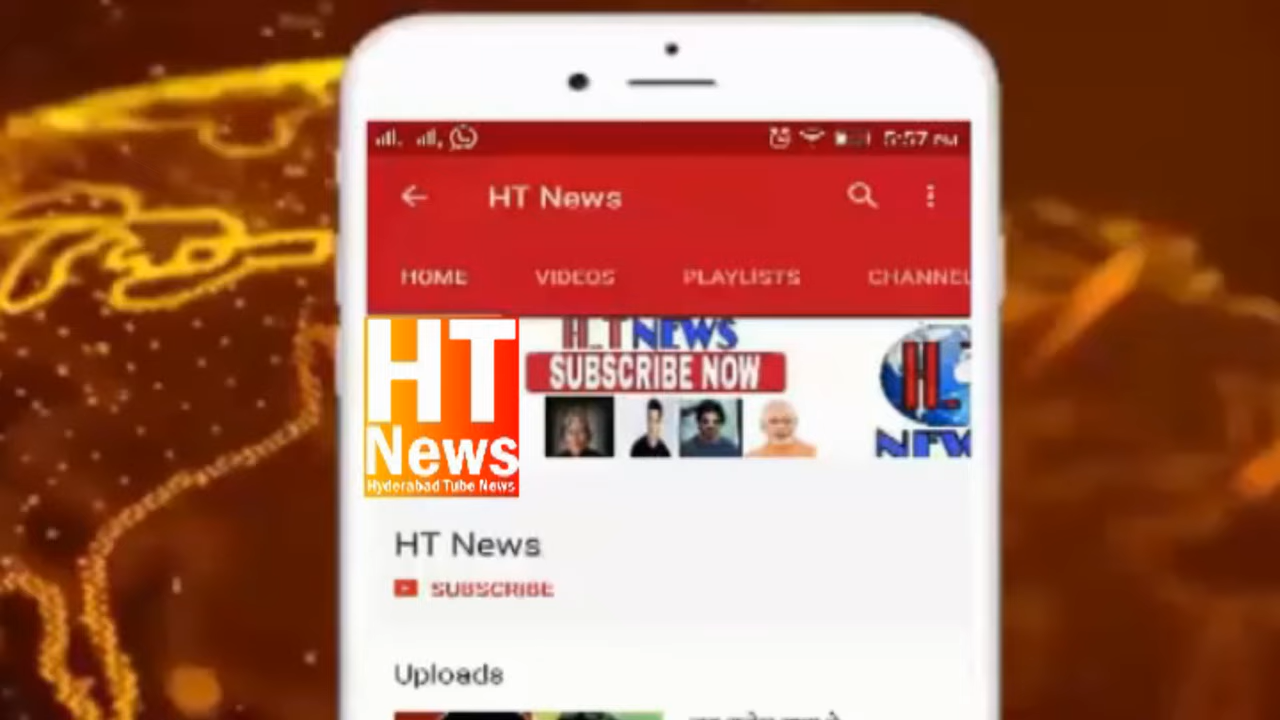 5:57 PM
HT News
HOME VIDEOS PLAYLISTS CHANNEL
HT
News
Hyderabad Tube News
H_T NEWS
SUBSCRIBE NOW
HT News
SUBSCRIBE
Uploads